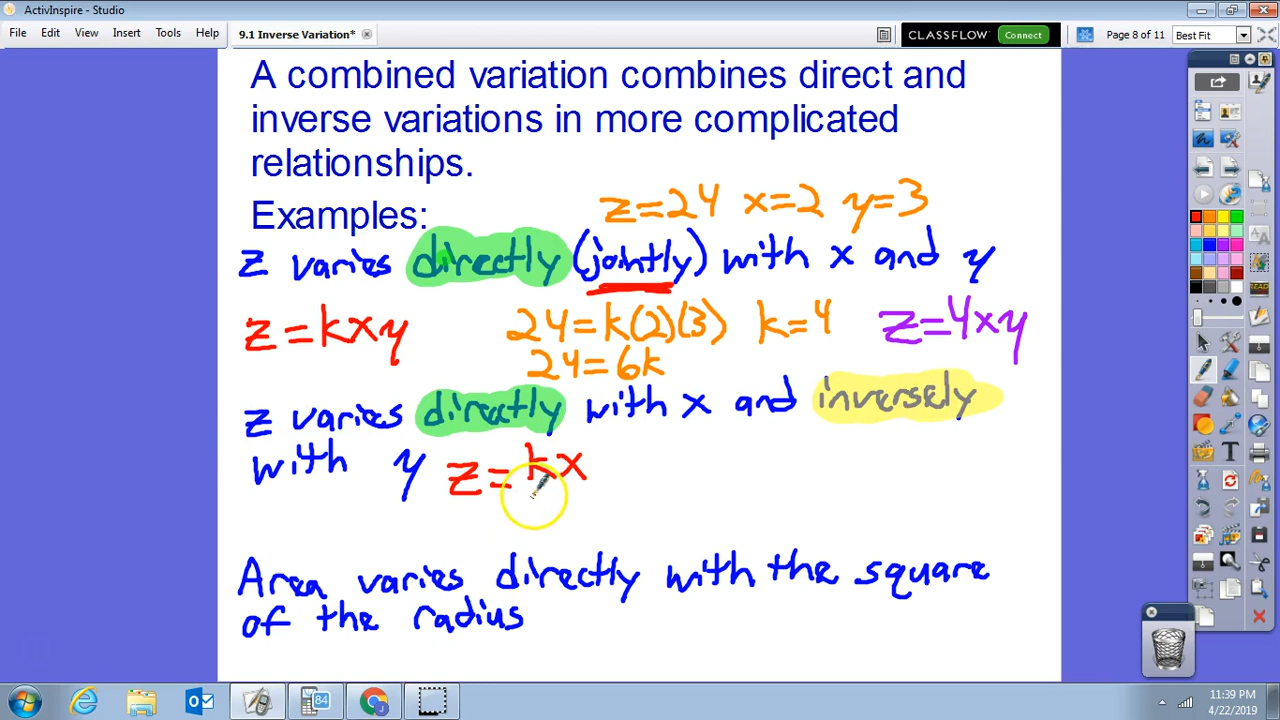 ActivInspire - Studio
File Edit View Insert Tools Help 9.1 Inverse Variation* CLASSFLOW Connect Page 8 of 11 Best Fit
A combined variation combines direct and
inverse variations in more complicated
relationships.
z=24 x=2 y=3
Examples:
z varies directly (jointly) with x and y
z=kxy 24=k(2)(3) k=4 z=4xy
24=6k
z varies directly with x and inversely
with y z=kx
Area varies directly with the square
of the radius
84
11:39 PM
4/22/2019